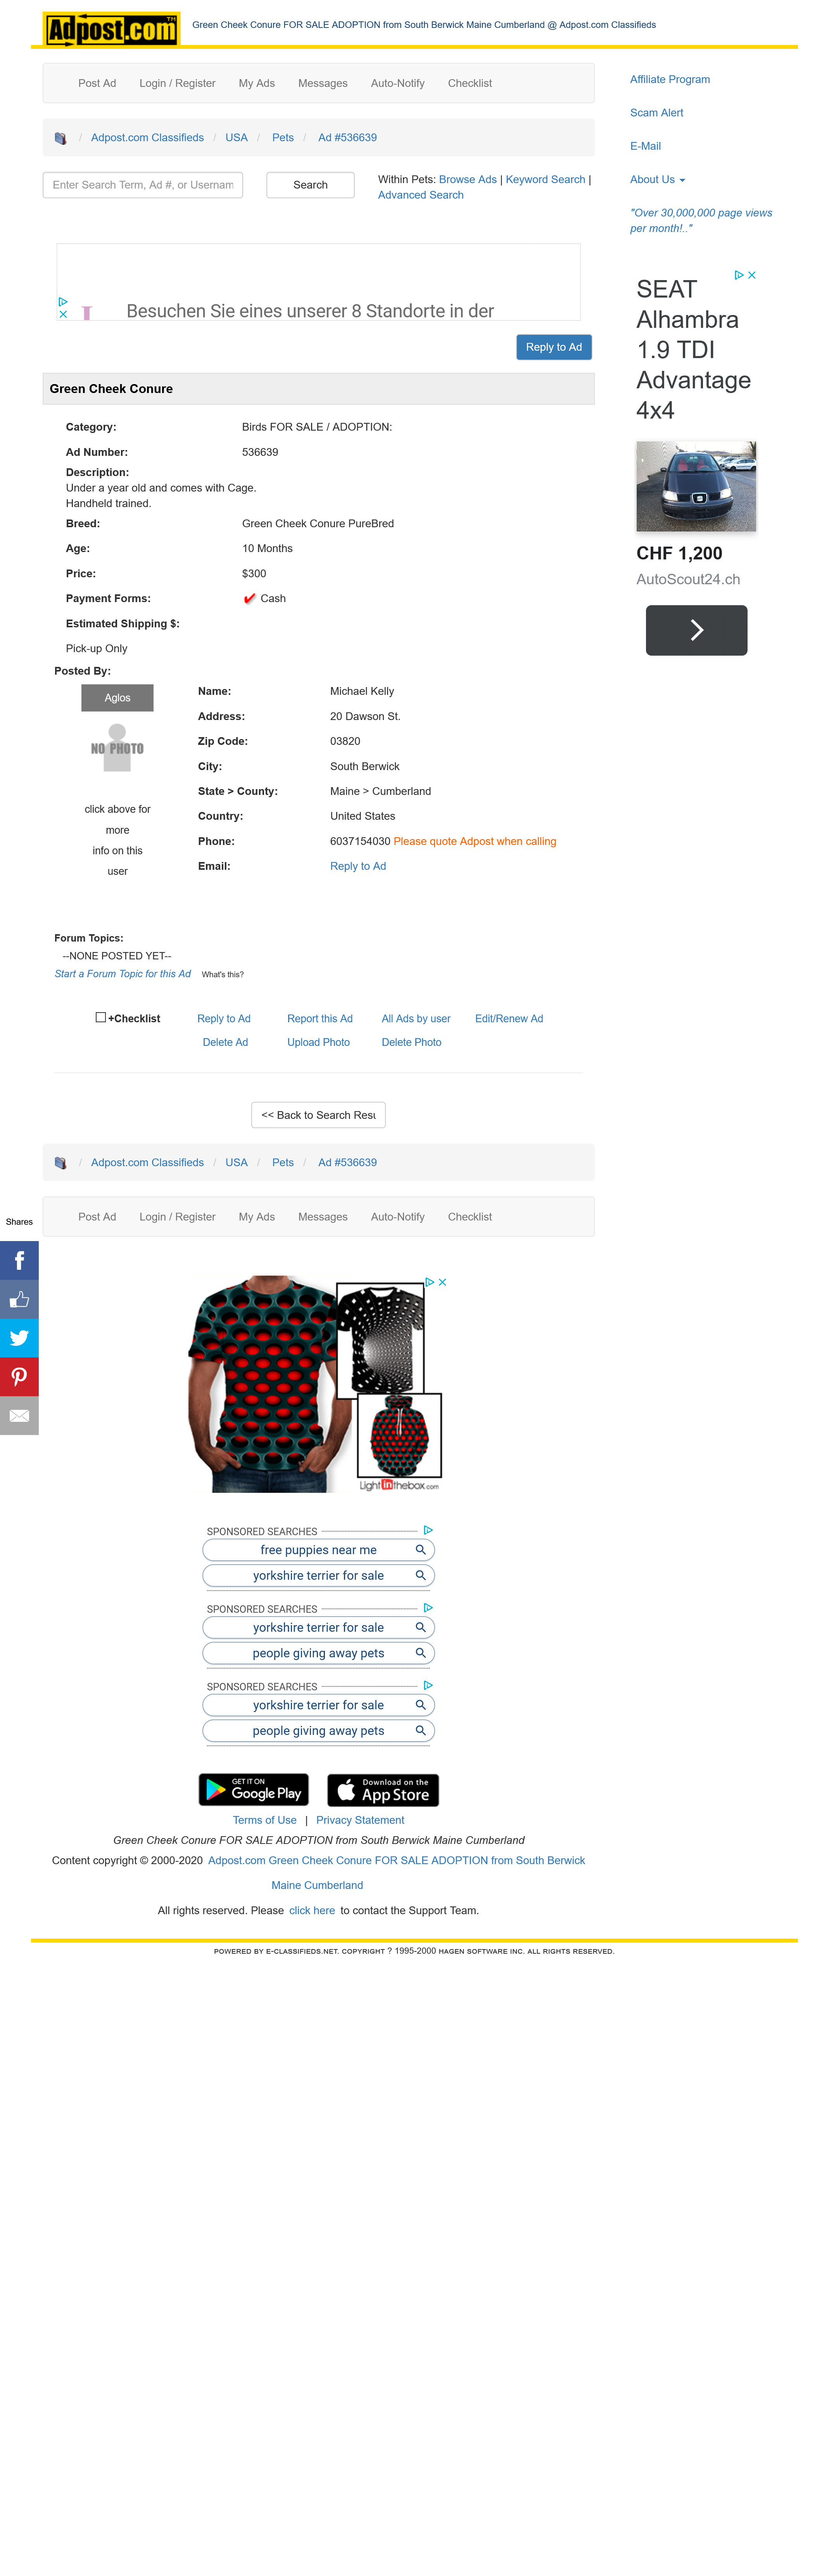 Adpost.com TM
Green Cheek Conure FOR SALE ADOPTION from South Berwick Maine Cumberland @ Adpost.com Classifieds
Post Ad Login / Register My Ads Messages Auto-Notify Checklist
/ Adpost.com Classifieds / USA / Pets / Ad #536639
Enter Search Term, Ad #, or Usernam
Search
Within Pets: Browse Ads | Keyword Search |
Advanced Search
Affiliate Program
Scam Alert
E-Mail
About Us
"Over 30,000,000 page views
per month!.."
Besuchen Sie eines unserer 8 Standorte in der
Reply to Ad
SEAT
Alhambra
1.9 TDI
Advantage
4x4
CHF 1,200
AutoScout24.ch
Green Cheek Conure
Category: Birds FOR SALE / ADOPTION:
Ad Number: 536639
Description:
Under a year old and comes with Cage.
Handheld trained.
Breed: Green Cheek Conure PureBred
Age: 10 Months
Price: $300
Payment Forms: Cash
Estimated Shipping $:
Pick-up Only
Posted By:
Aglos
NO PHOTO
click above for
more
info on this
user
Name: Michael Kelly
Address: 20 Dawson St.
Zip Code: 03820
City: South Berwick
State > County: Maine > Cumberland
Country: United States
Phone: 6037154030 Please quote Adpost when calling
Email: Reply to Ad
Forum Topics:
--NONE POSTED YET--
Start a Forum Topic for this Ad What's this?
+Checklist Reply to Ad Report this Ad All Ads by user Edit/Renew Ad
Delete Ad Upload Photo Delete Photo
<< Back to Search Resu
/ Adpost.com Classifieds / USA / Pets / Ad #536639
Post Ad Login / Register My Ads Messages Auto-Notify Checklist
Shares
Lightinthebox.com
SPONSORED SEARCHES
free puppies near me
yorkshire terrier for sale
SPONSORED SEARCHES
yorkshire terrier for sale
people giving away pets
SPONSORED SEARCHES
yorkshire terrier for sale
people giving away pets
GET IT ON
Google Play
Download on the
App Store
Terms of Use | Privacy Statement
Green Cheek Conure FOR SALE ADOPTION from South Berwick Maine Cumberland
Content copyright © 2000-2020 Adpost.com Green Cheek Conure FOR SALE ADOPTION from South Berwick
Maine Cumberland
All rights reserved. Please click here to contact the Support Team.
POWERED BY E-CLASSIFIEDS.NET. COPYRIGHT ? 1995-2000 HAGEN SOFTWARE INC. ALL RIGHTS RESERVED.